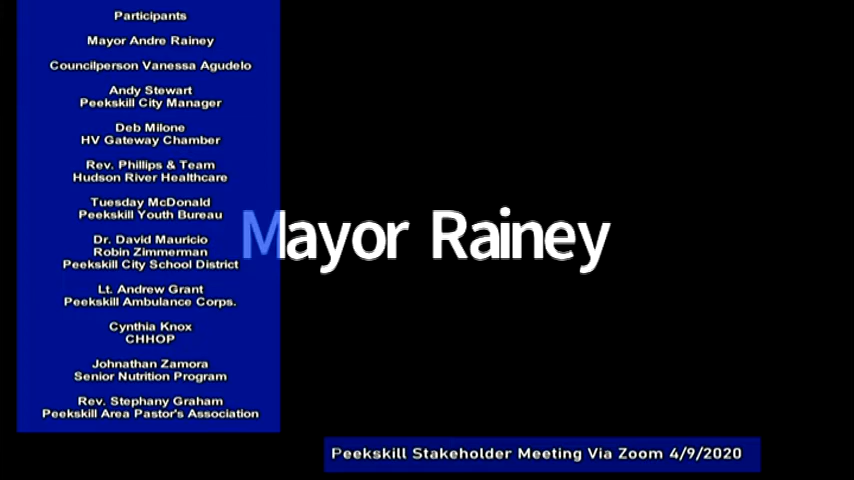 Participants
Mayor Andre Rainey
Councilperson Vanessa Agudelo
Andy Stewart
Peekskill City Manager
Deb Milone
HV Gateway Chamber
Rev. Phillips & Team
Hudson River Healthcare
Tuesday McDonald
Peekskill Youth Bureau
Dr. David Mauricio
Robin Zimmerman
Peekskill City School District
Lt. Andrew Grant
Peekskill Ambulance Corps.
Cynthia Knox
CHHOP
Johnathan Zamora
Senior Nutrition Program
Rev. Stephany Graham
Peekskill Area Pastor's Association
Mayor Rainey
Peekskill Stakeholder Meeting Via Zoom 4/9/2020